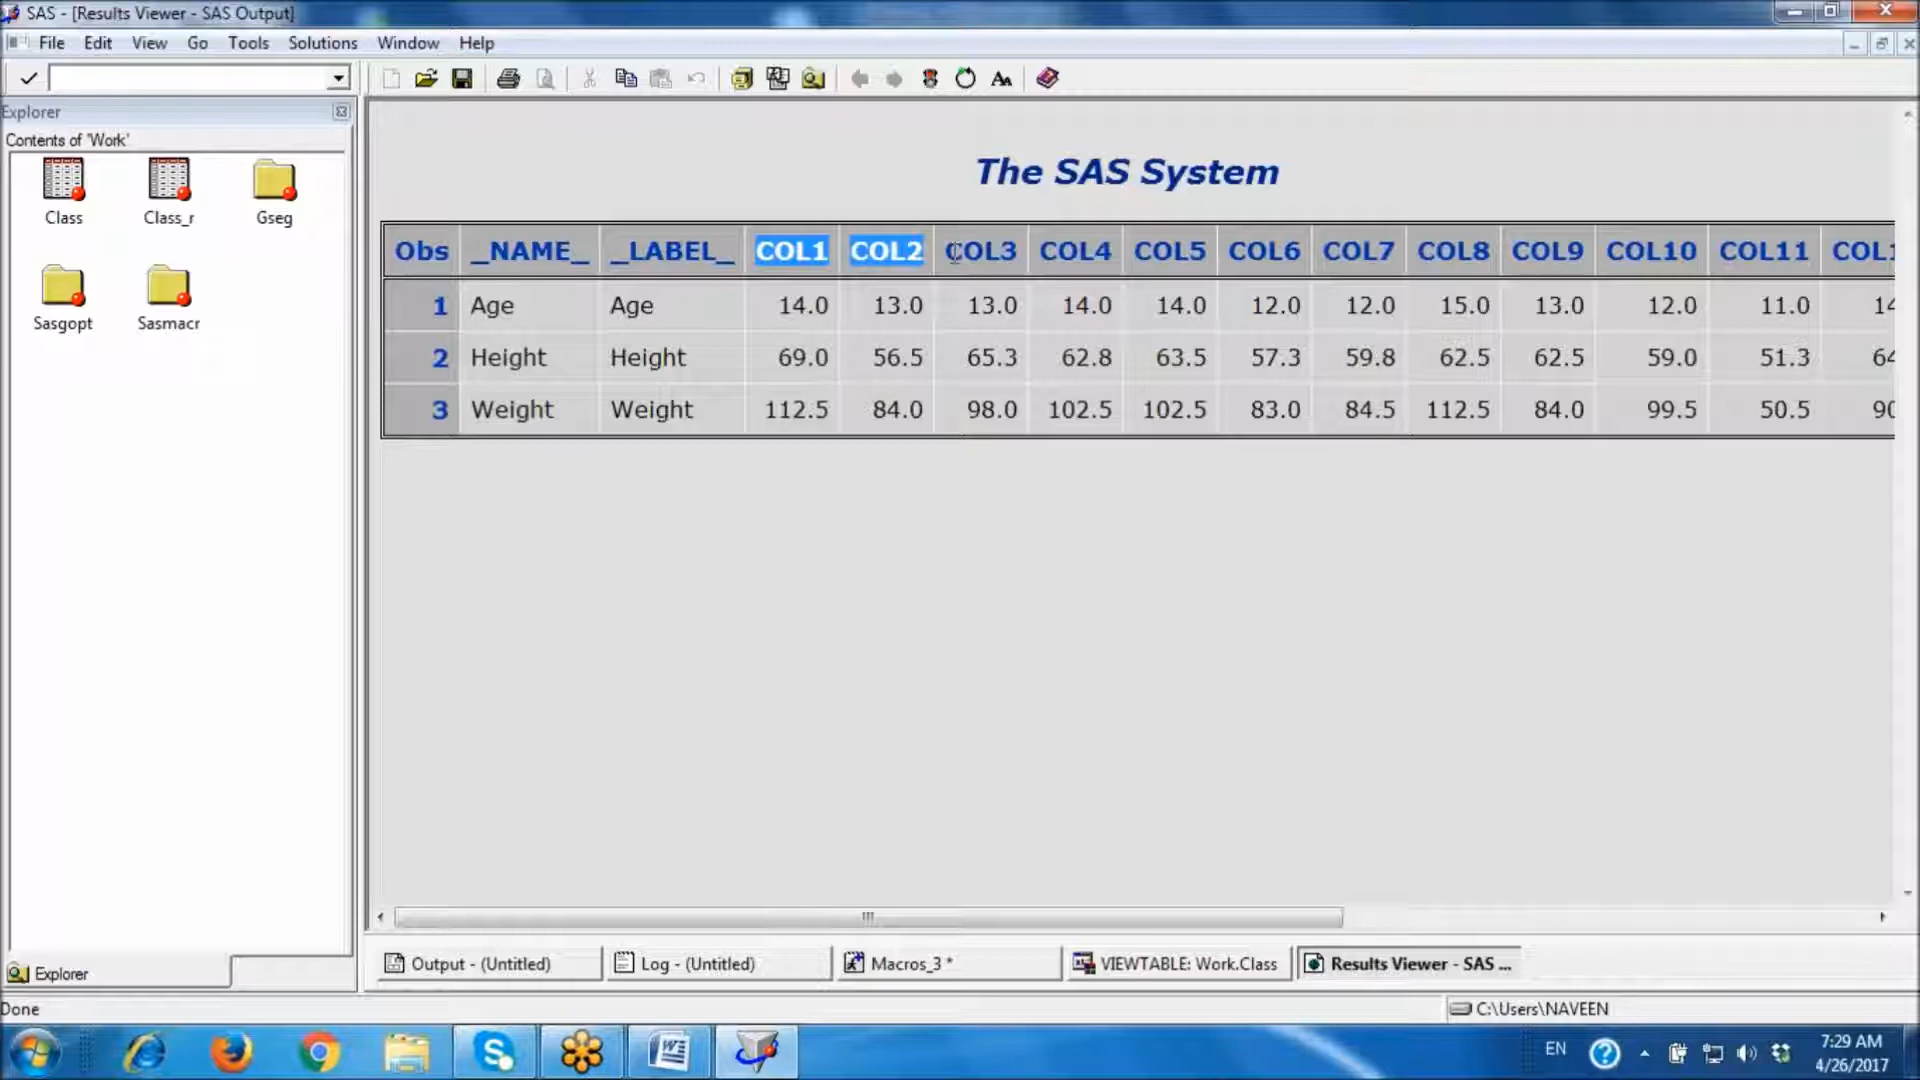 SAS - [Results Viewer - SAS Output]
File Edit View Go Tools Solutions Window Help
Explorer
Contents of 'Work'
Class Class_r Gseg
Sasgopt Sasmacr
The SAS System
Obs _NAME_ _LABEL_ COL1 COL2 COL3 COL4 COL5 COL6 COL7 COL8 COL9 COL10 COL11 COL1
1 Age Age 14.0 13.0 13.0 14.0 14.0 12.0 12.0 15.0 13.0 12.0 11.0 14
2 Height Height 69.0 56.5 65.3 62.8 63.5 57.3 59.8 62.5 62.5 59.0 51.3 64
3 Weight Weight 112.5 84.0 98.0 102.5 102.5 83.0 84.5 112.5 84.0 99.5 50.5 90
Output - (Untitled) Log - (Untitled) Macros_3 * VIEWTABLE: Work.Class Results Viewer - SAS ...
Explorer
Done C:\Users\NAVEEN
EN 7:29 AM
4/26/2017